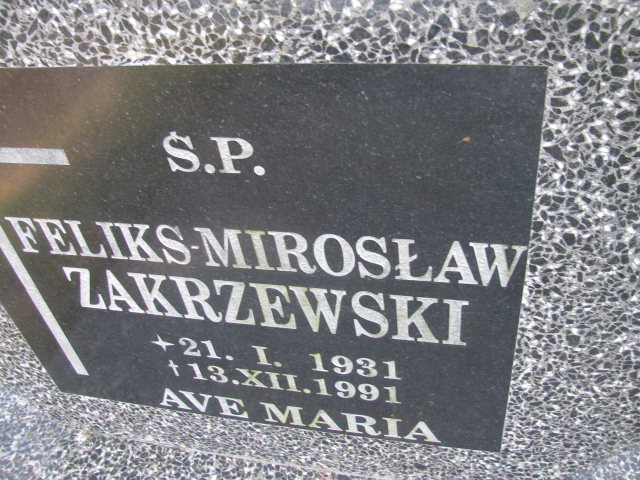 Ś.P.
FELIKS-MIROSŁAW
ZAKRZEWSKI
21. I. 1931
†13.XII.1991
AVE MARIA